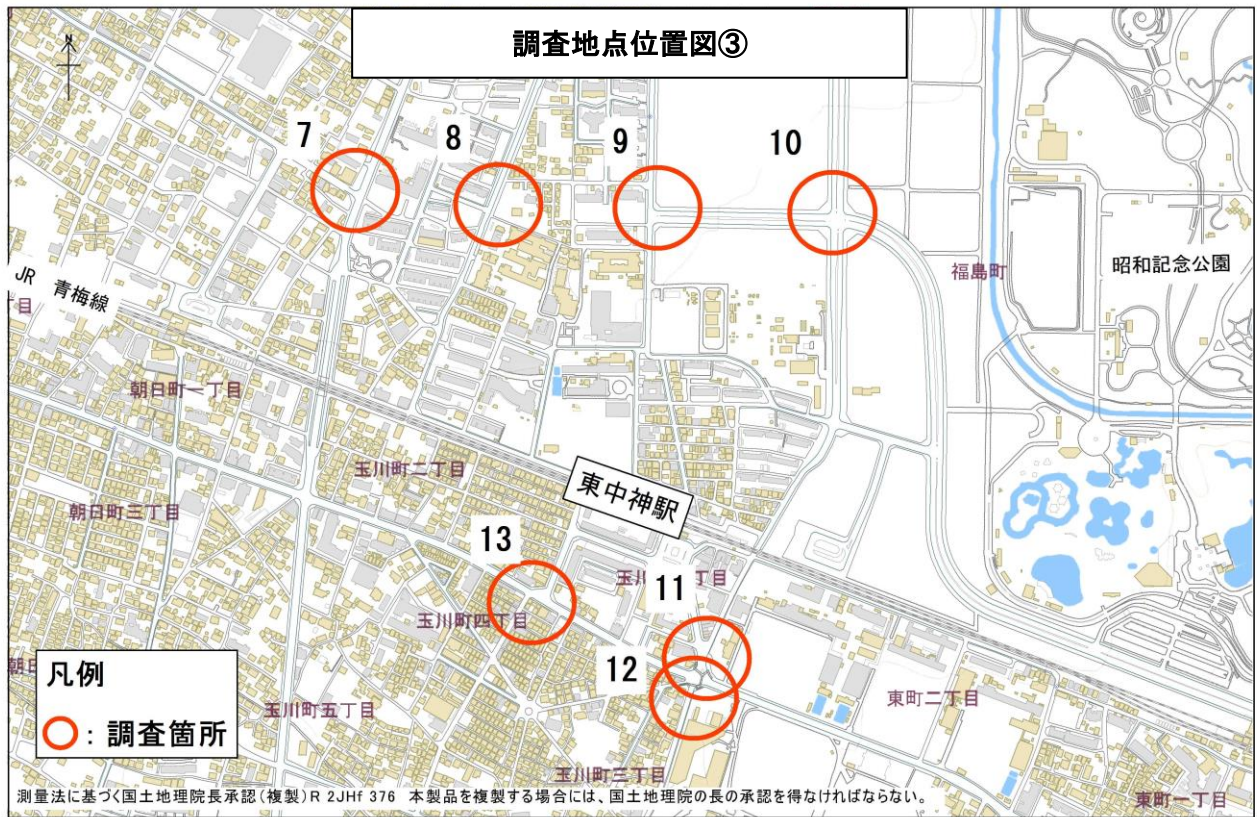 調査地点位置図③
7
8
9
10
福島町
昭和記念公園
JR 青梅線
丁目
朝日町一丁目
玉川町二丁目
東中神駅
朝日町三丁目
13
11
玉川町四丁目
12
凡例
:調査箇所
玉川町五丁目
東町二丁目
玉川町三丁目
東町一丁目
測量法に基づく国土地理院長承認(複製)R 2JHf 376 本製品を複製する場合には、国土地理院の長の承認を得なければならない。